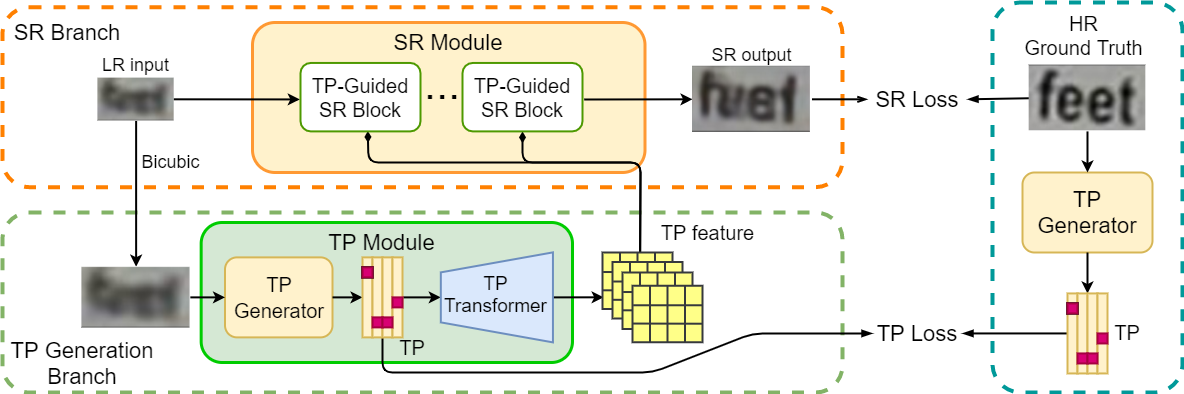 SR Branch
SR Module
LR input
TP-Guided
SR Block
...
TP-Guided
SR Block
SR output
SR Loss
HR
Ground Truth
feet
Bicubic
TP
Generator
TP Module
TP
Generator
TP
Transformer
TP
TP feature
TP Generation
Branch
TP Loss
TP